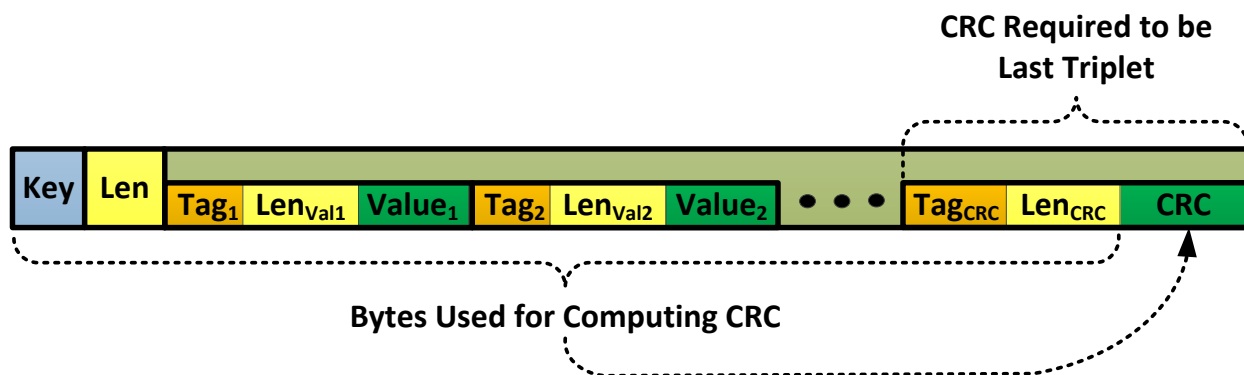 CRC Required to be
Last Triplet
Key Len
Tag1 LenVal1 Value1 Tag2 LenVal2 Value2 ● ● ● TagCRC LenCRC CRC
Bytes Used for Computing CRC